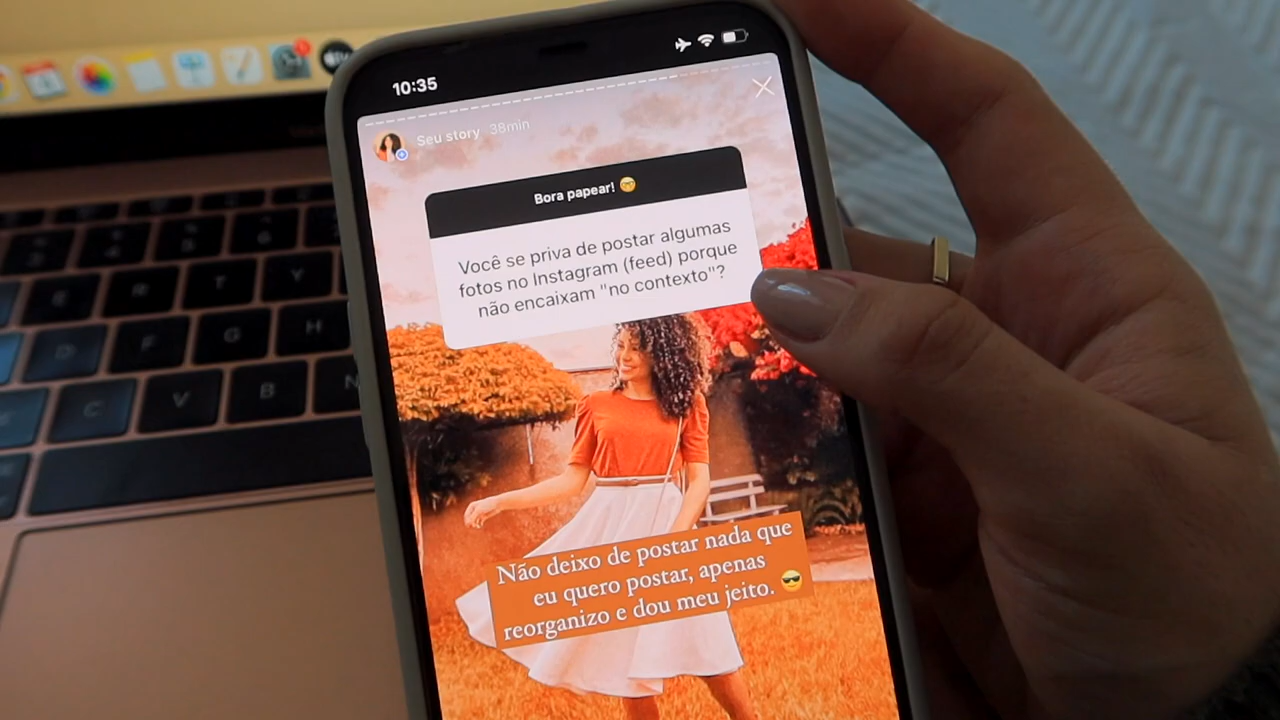 10:35
Seu story 38min
Bora papear! 🤓
Você se priva de postar algumas
fotos no Instagram (feed) porque
não encaixam "no contexto"?
Não deixo de postar nada que
eu quero postar, apenas
reorganizo e dou meu jeito. 😎
E
R
T
Y
D
F
G
H
C
V
B
N